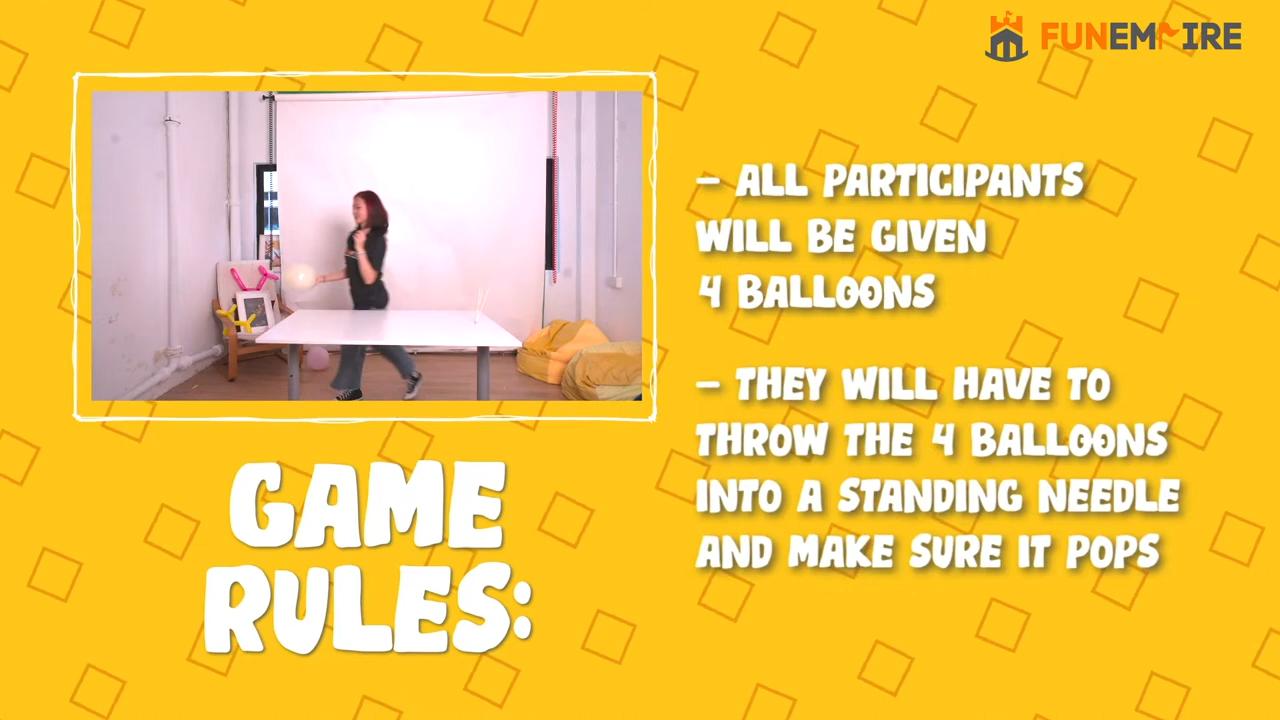 FUNEMPIRE
- ALL PARTICIPANTS
WILL BE GIVEN
4 BALLOONS
- THEY WILL HAVE TO
THROW THE 4 BALLOONS
INTO A STANDING NEEDLE
AND MAKE SURE IT POPS
GAME
RULES: